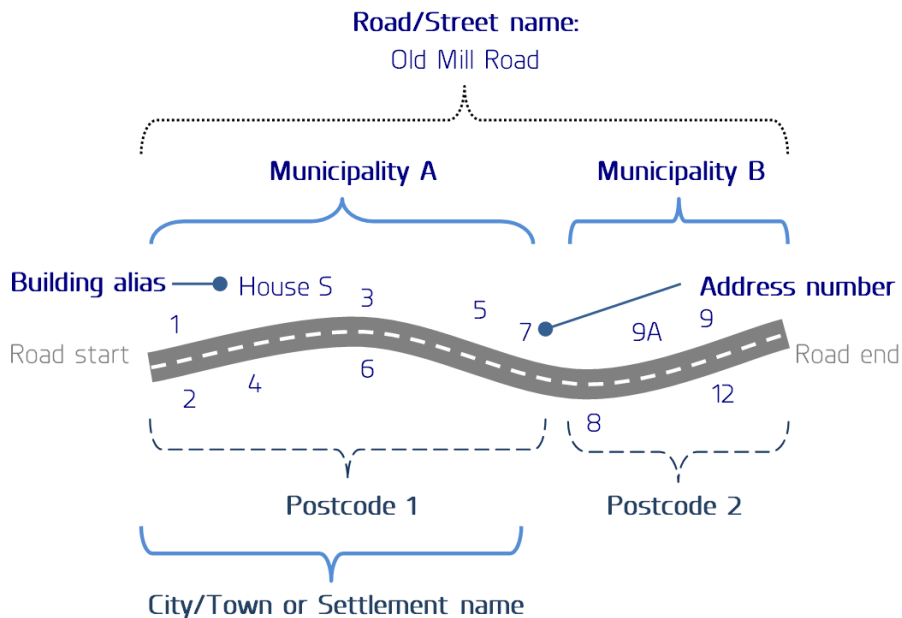 Road/Street name:
Old Mill Road
Municipality A
Municipality B
Building alias
House S
Address number
1
3
5
7
9A
9
Road start
Road end
2
4
6
8
12
Postcode 1
Postcode 2
City/Town or Settlement name